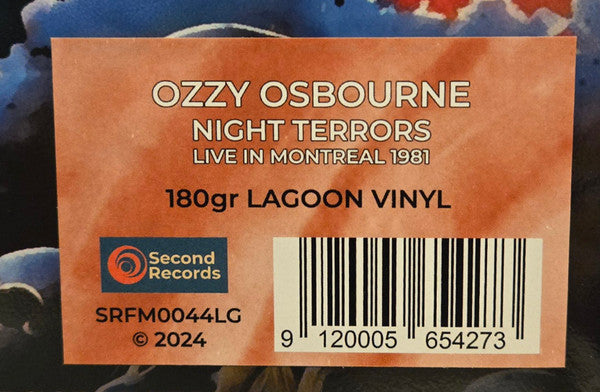 OZZY OSBOURNE
NIGHT TERRORS
LIVE IN MONTREAL 1981
180gr LAGOON VINYL
Second
Records
SRFM0044LG
© 2024
9 120005 654273